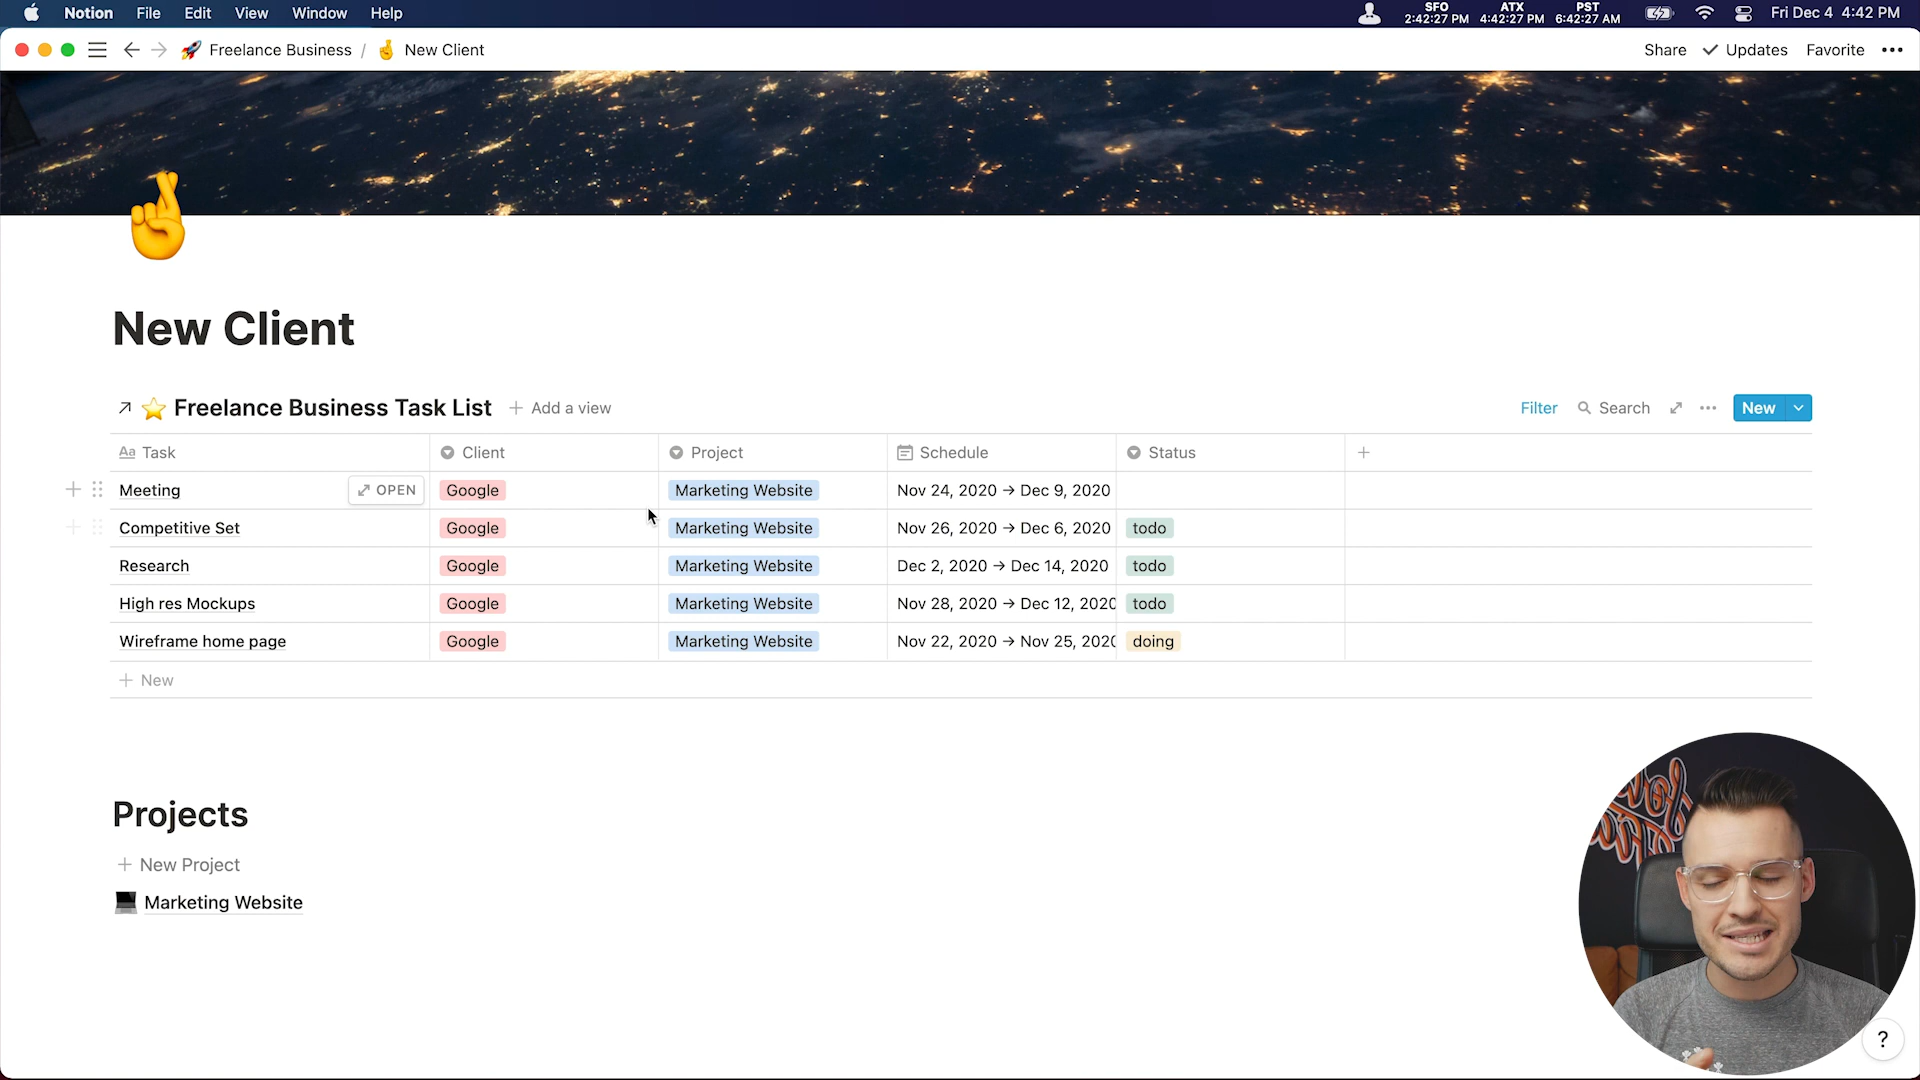 Notion File Edit View Window Help SFO 2:42:27 PM ATX 4:42:27 PM PST 6:42:27 AM Fri Dec 4 4:42 PM
Freelance Business / New Client Share Updates Favorite
New Client
Freelance Business Task List Add a view Filter Search New
Aa Task Client Project Schedule Status
Meeting OPEN Google Marketing Website Nov 24, 2020 → Dec 9, 2020
Competitive Set Google Marketing Website Nov 26, 2020 → Dec 6, 2020 todo
Research Google Marketing Website Dec 2, 2020 → Dec 14, 2020 todo
High res Mockups Google Marketing Website Nov 28, 2020 → Dec 12, 2020 todo
Wireframe home page Google Marketing Website Nov 22, 2020 → Nov 25, 2020 doing
New
Projects
New Project
Marketing Website
?